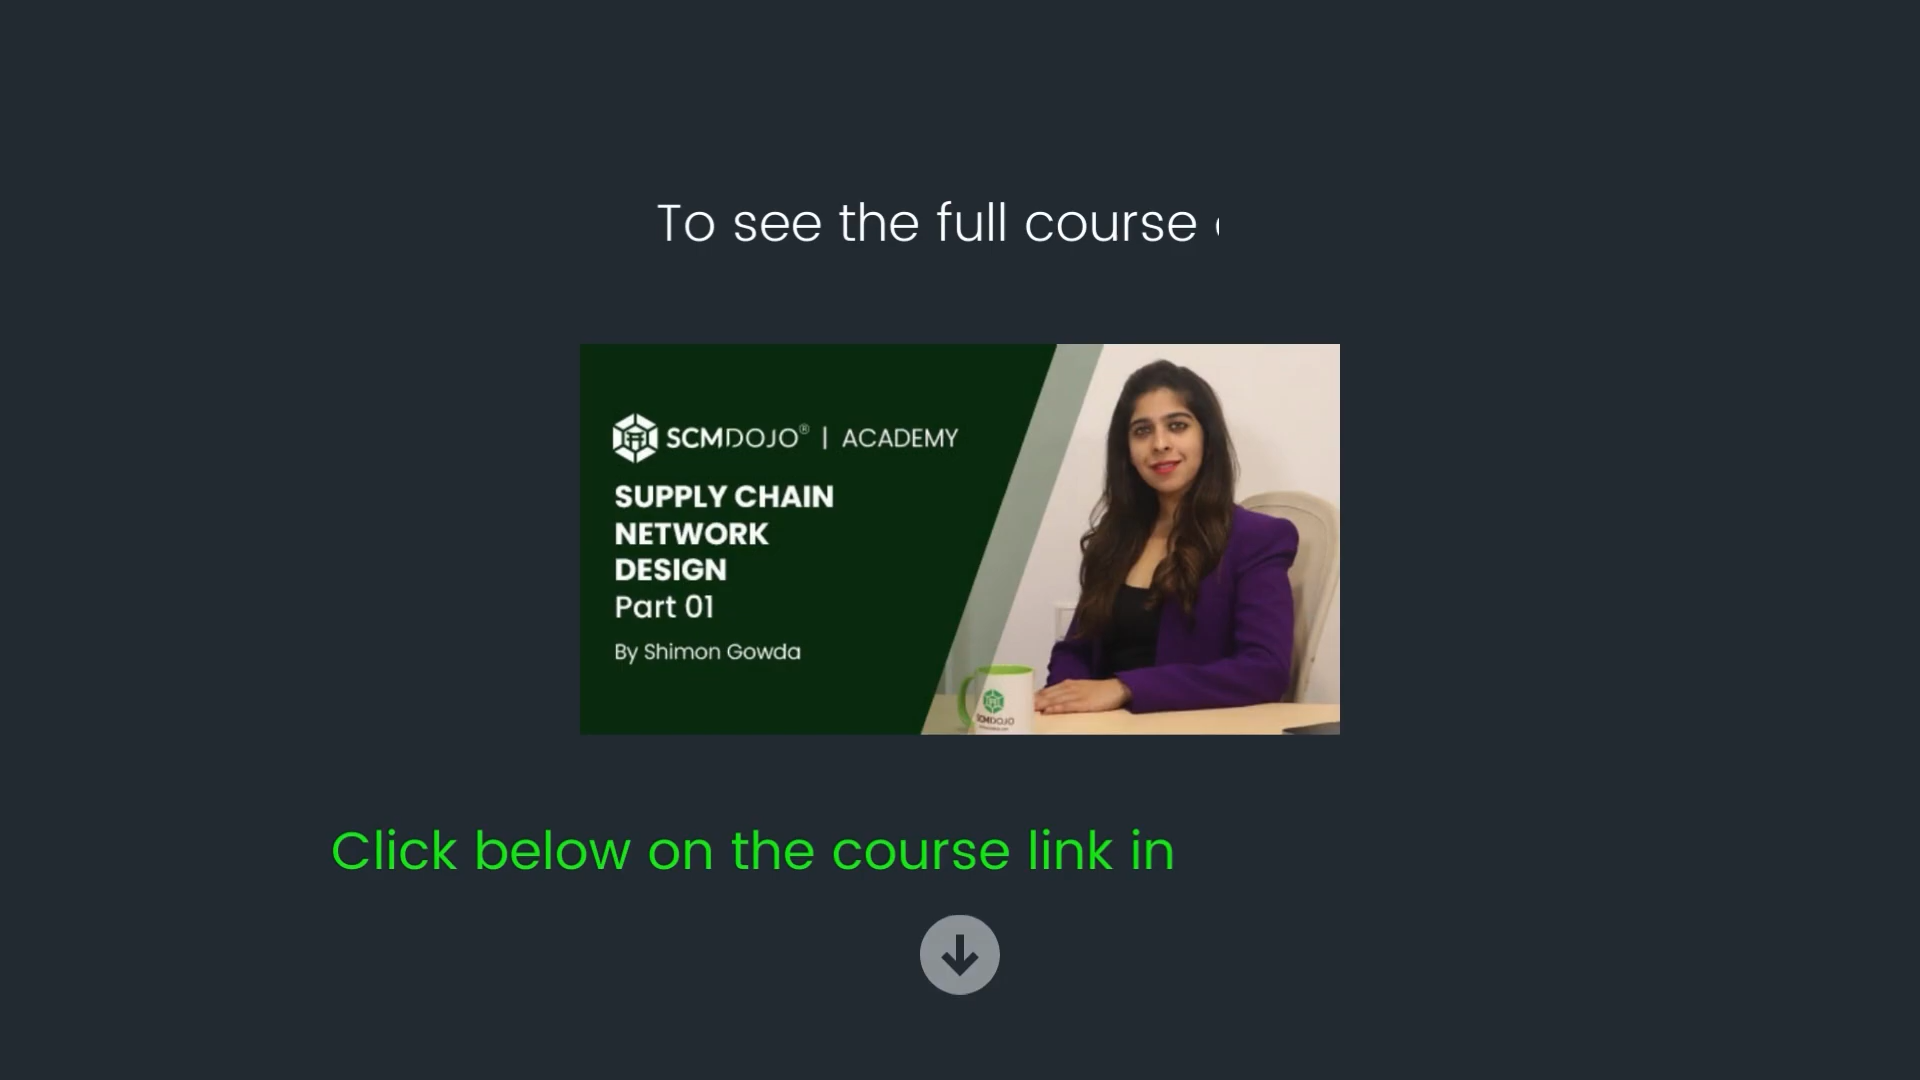 To see the full course
SCMDOJO® | ACADEMY
SUPPLY CHAIN
NETWORK
DESIGN
Part 01
By Shimon Gowda
SCMDOJO
Click below on the course link in